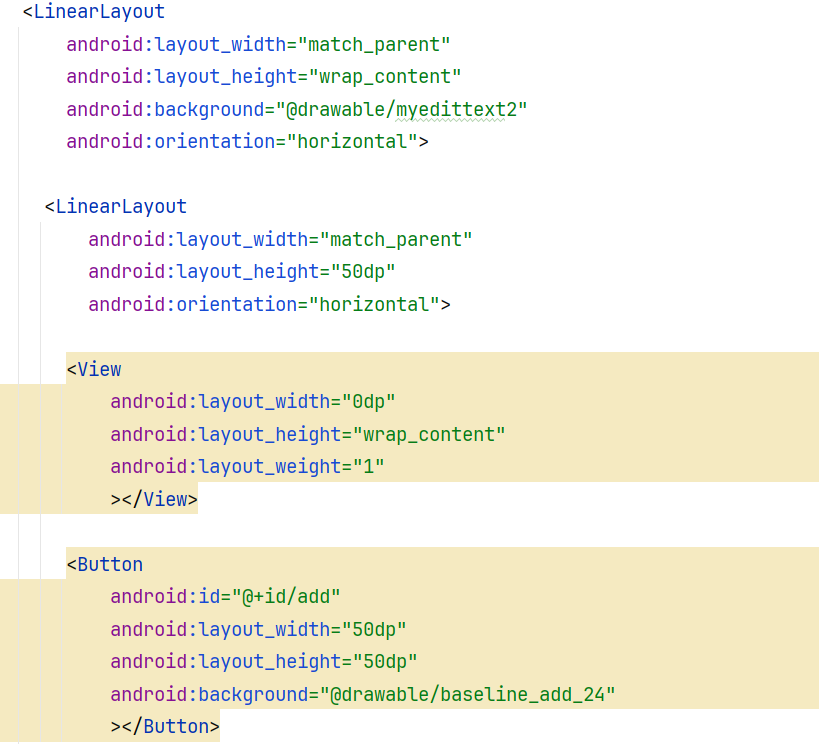 <LinearLayout
android:layout_width="match_parent"
android:layout_height="wrap_content"
android:background="@drawable/myedittext2"
android:orientation="horizontal">
<LinearLayout
android:layout_width="match_parent"
android:layout_height="50dp"
android:orientation="horizontal">
<View
android:layout_width="0dp"
android:layout_height="wrap_content"
android:layout_weight="1"
></View>
<Button
android:id="@+id/add"
android:layout_width="50dp"
android:layout_height="50dp"
android:background="@drawable/baseline_add_24"
></Button>